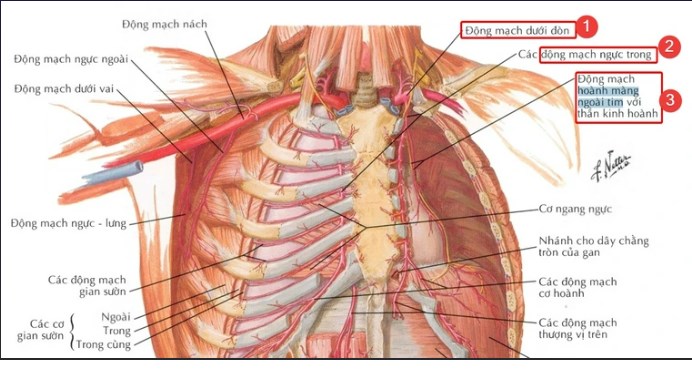 Động mạch nách
Động mạch ngực ngoài
Động mạch dưới vai
Động mạch ngực - lưng
Các động mạch
gian sườn
Các cơ
gian sườn
Ngoài
Trong
Trong cùng
Động mạch dưới đòn
1
Các động mạch ngực trong
2
Động mạch
hoành màng
ngoài tim với
thần kinh hoành
3
Cơ ngang ngực
Nhánh cho dây chằng
tròn của gan
Các động mạch
cơ hoành
Các động mạch
thượng vị trên